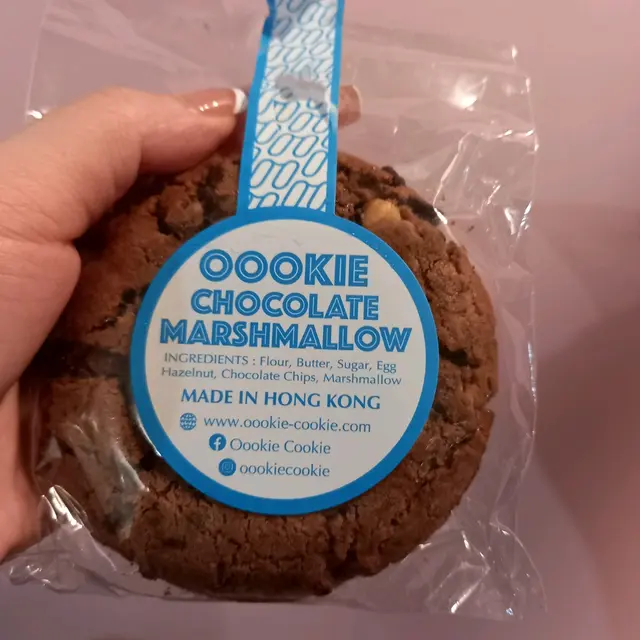 OOOKIE
CHOCOLATE
MARSHMALLOW
INGREDIENTS : Flour, Butter, Sugar, Egg
Hazelnut, Chocolate Chips, Marshmallow
MADE IN HONG KONG
www.oookie-cookie.com
Oookie Cookie
oookiecookie